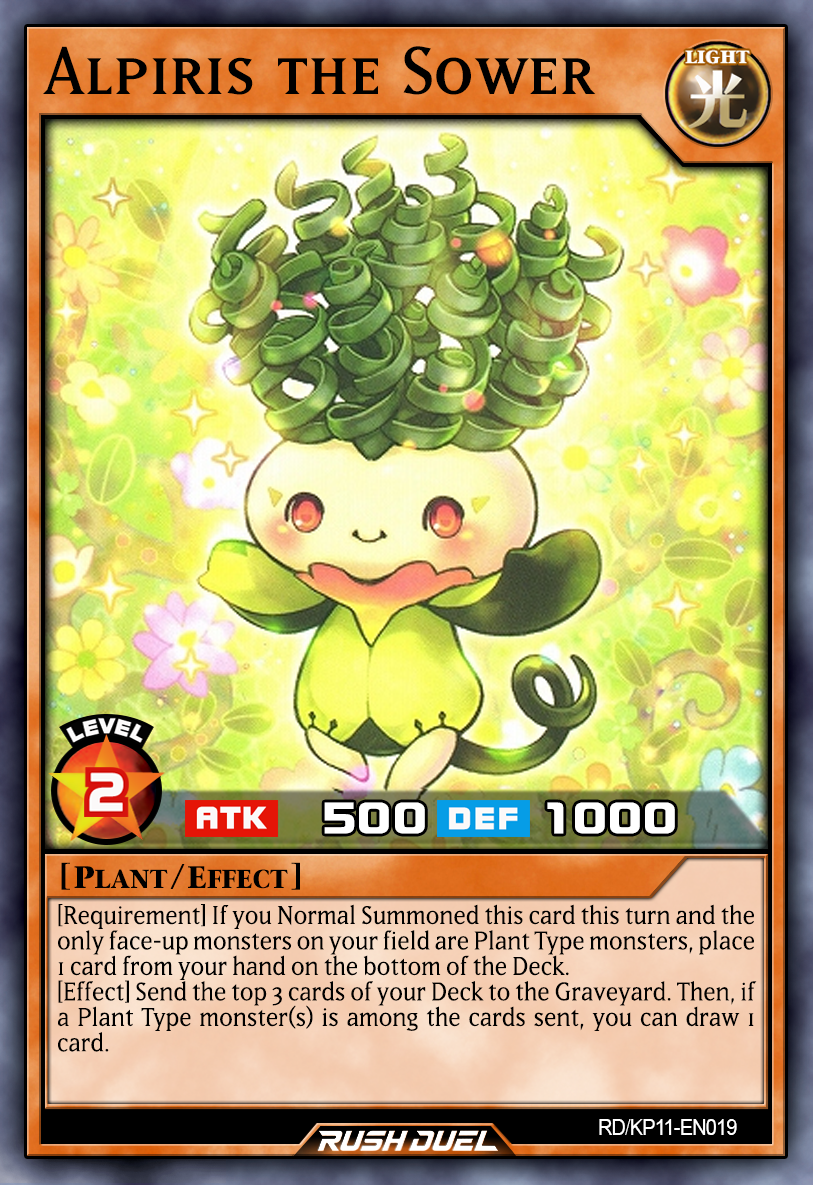 Alpiris the Sower
LIGHT
光
LEVEL
2
ATK 500 DEF 1000
[Plant/Effect]
[Requirement] If you Normal Summoned this card this turn and the
only face-up monsters on your field are Plant Type monsters, place
1 card from your hand on the bottom of the Deck.
[Effect] Send the top 3 cards of your Deck to the Graveyard. Then, if
a Plant Type monster(s) is among the cards sent, you can draw 1
card.
RD/KP11-EN019
RUSH DUEL